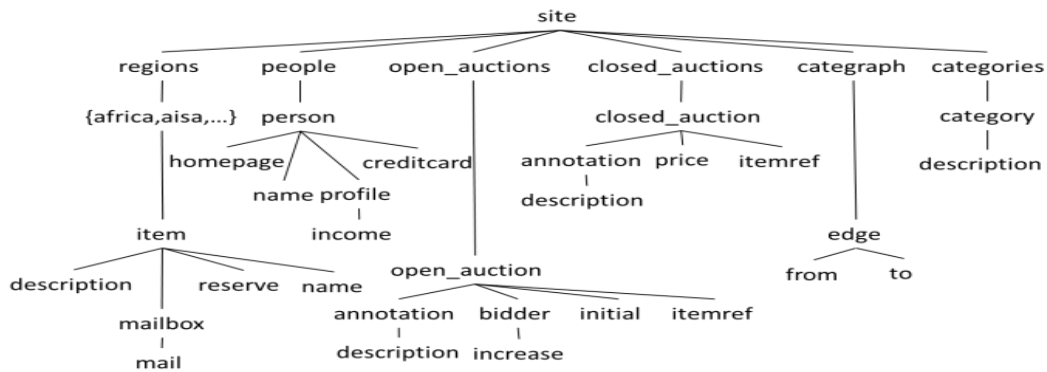 site
regions people open_auctions closed_auctions categraph categories
{africa,aisa,...} person closed_auction category
homepage creditcard annotation price itemref description
name profile description
item income edge
description reserve name open_auction from to
mailbox annotation bidder initial itemref
mail description increase